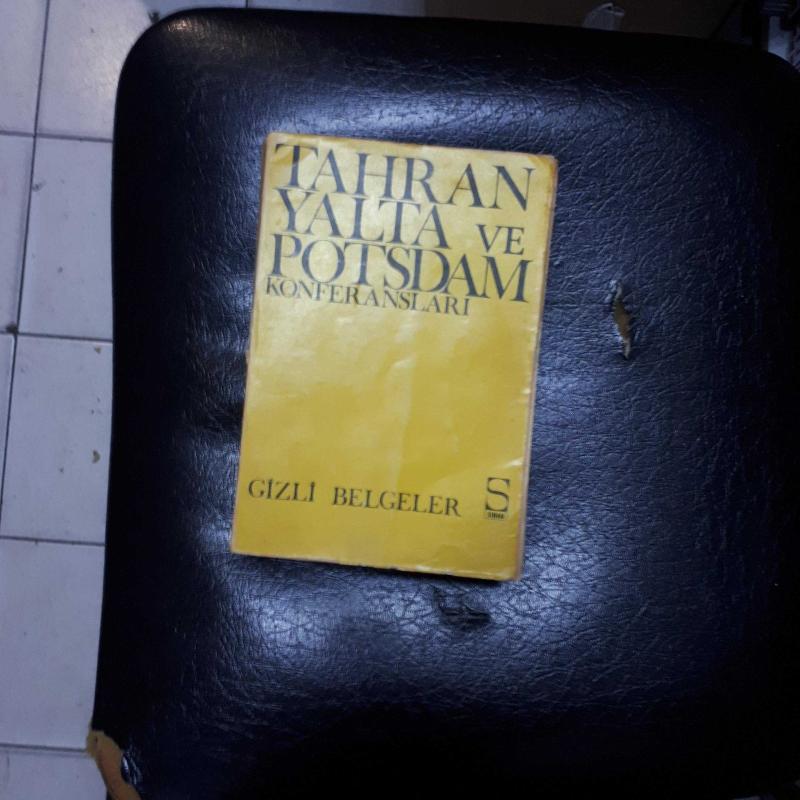 TAHRAN
YALTA VE
POTSDAM
KONFERANSLARI
GİZLİ BELGELER
S